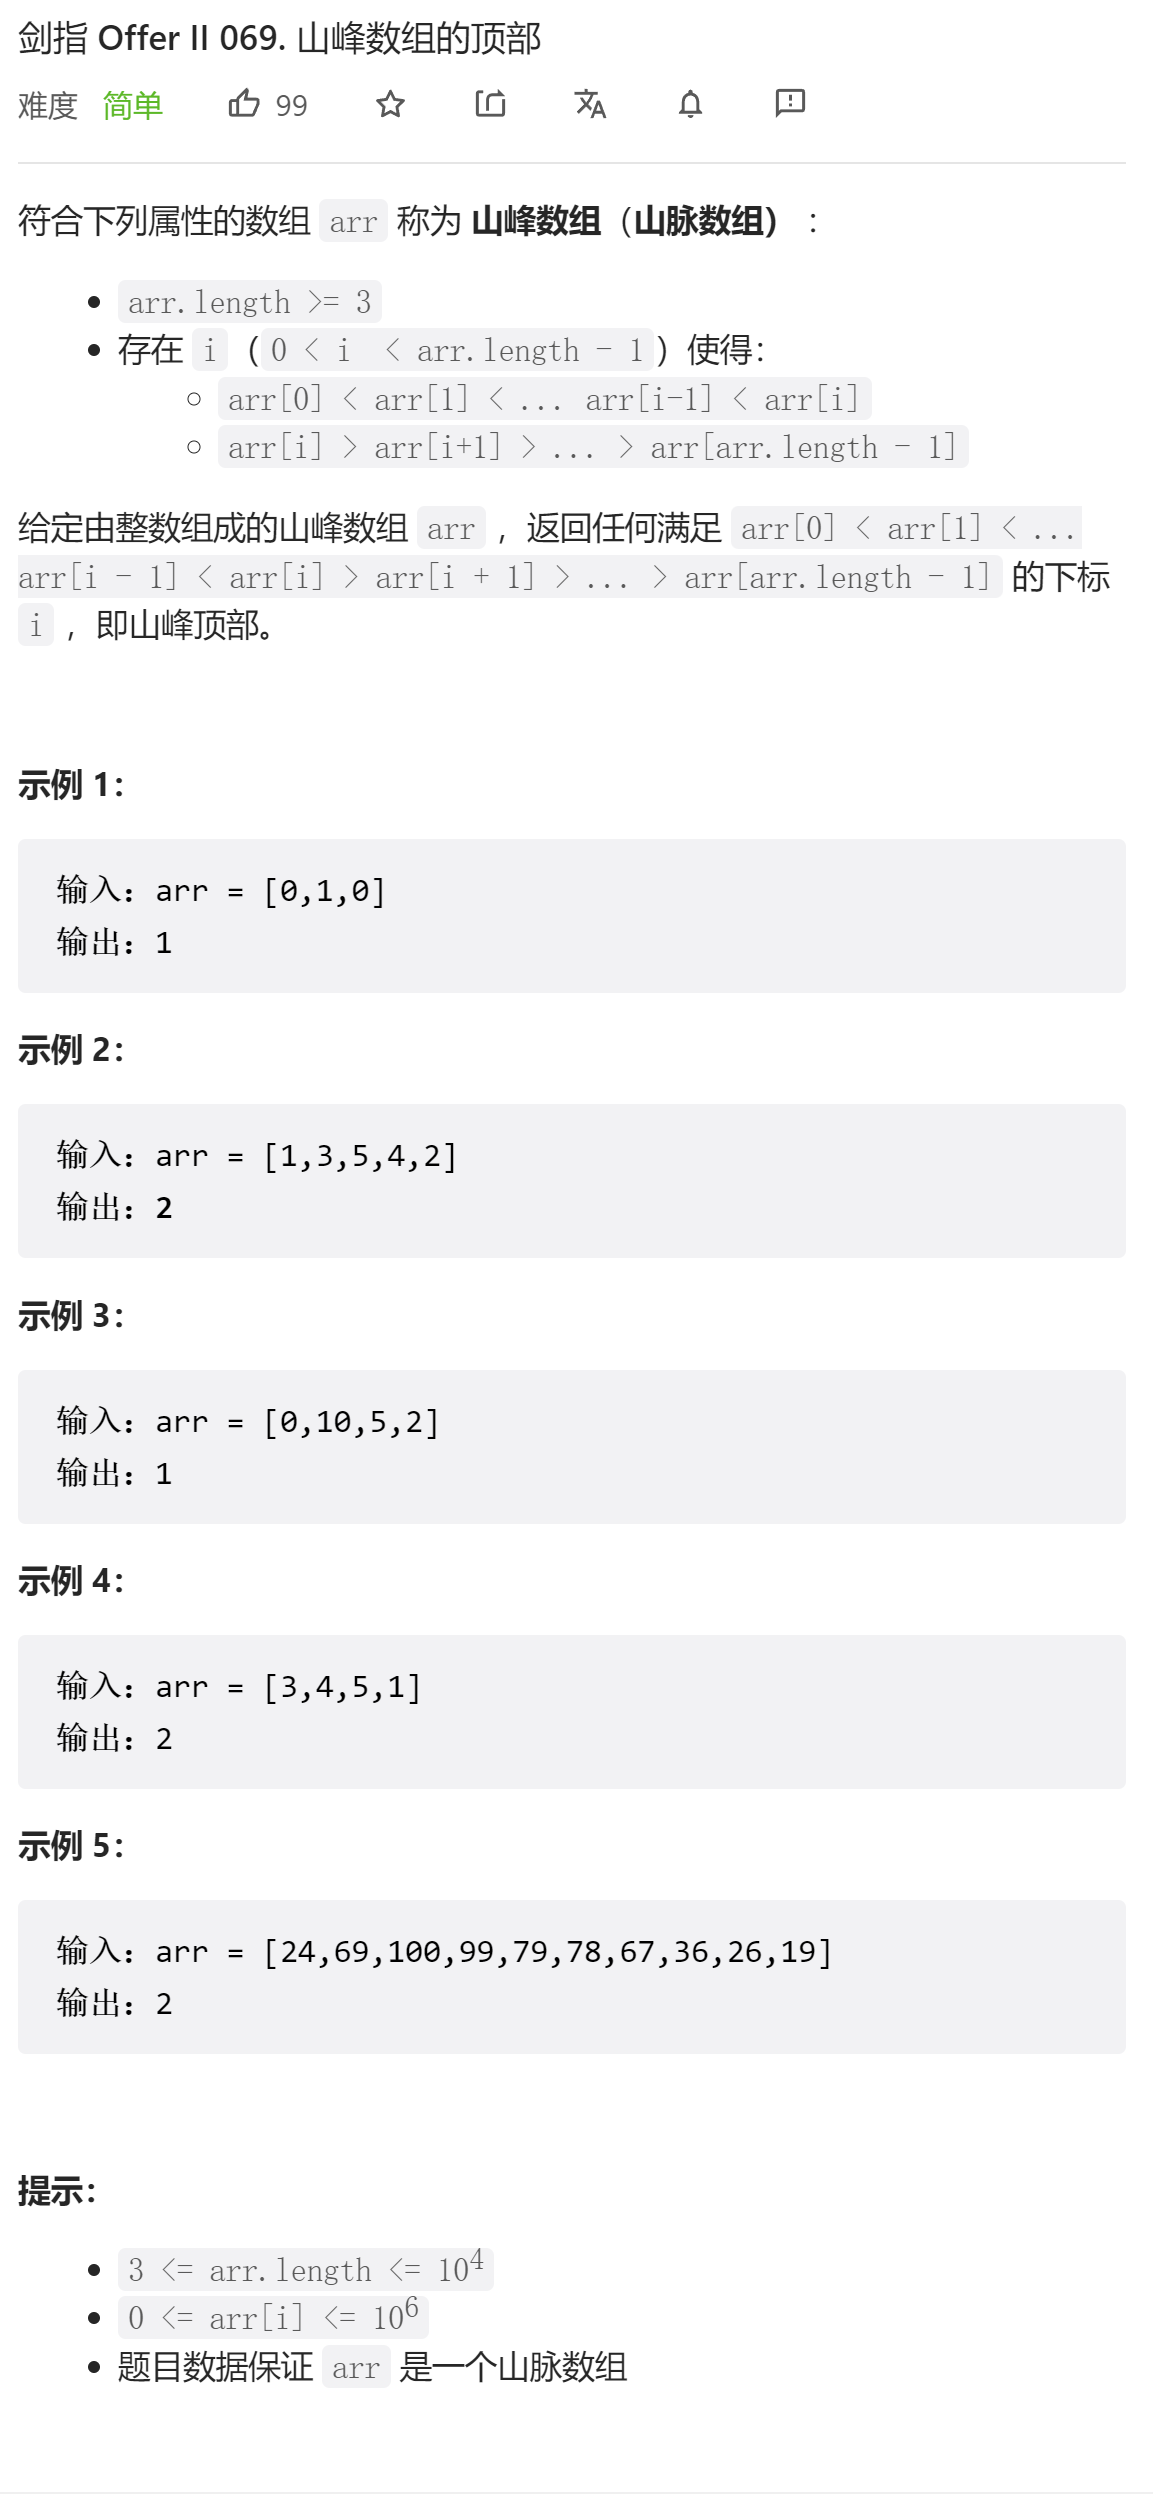 剑指 Offer II 069. 山峰数组的顶部
难度 简单 99
符合下列属性的数组 arr 称为 山峰数组（山脉数组） ：
arr.length >= 3
存在 i（0 < i  < arr.length - 1）使得：
arr[0] < arr[1] < ... arr[i-1] < arr[i]
arr[i] > arr[i+1] > ... > arr[arr.length - 1]
给定由整数组成的山峰数组 arr ，返回任何满足 arr[0] < arr[1] < ...
arr[i - 1] < arr[i] > arr[i + 1] > ... > arr[arr.length - 1] 的下标
i ，即山峰顶部。
示例 1：
输入：arr = [0,1,0]
输出：1
示例 2：
输入：arr = [1,3,5,4,2]
输出：2
示例 3：
输入：arr = [0,10,5,2]
输出：1
示例 4：
输入：arr = [3,4,5,1]
输出：2
示例 5：
输入：arr = [24,69,100,99,79,78,67,36,26,19]
输出：2
提示：
3 <= arr.length <= 10⁴
0 <= arr[i] <= 10⁶
题目数据保证 arr 是一个山脉数组